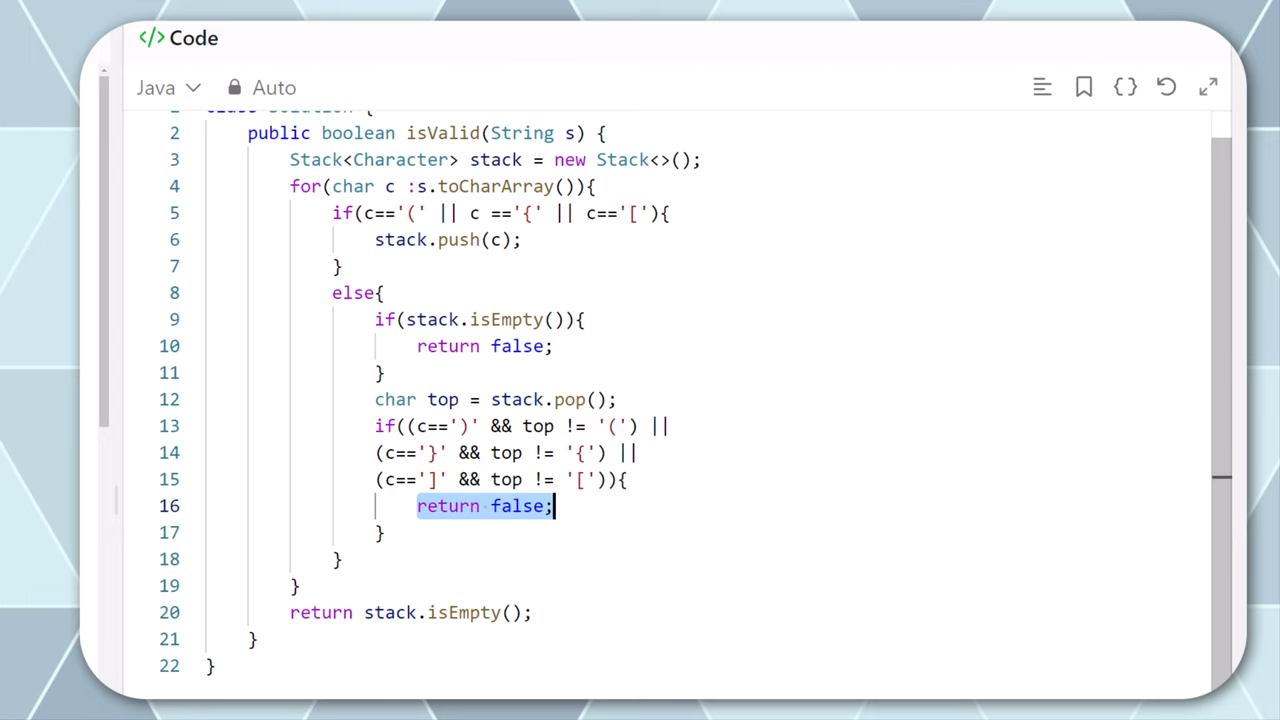 </> Code
Java Auto
class Solution {
2 public boolean isValid(String s) {
3 Stack<Character> stack = new Stack<>();
4 for(char c :s.toCharArray()){
5 if(c=='(' || c =='{' || c=='['){
6 stack.push(c);
7 }
8 else{
9 if(stack.isEmpty()){
10 return false;
11 }
12 char top = stack.pop();
13 if((c==')' && top != '(') ||
14 (c=='}' && top != '{') ||
15 (c==']' && top != '[')){
16 return false;
17 }
18 }
19 }
20 return stack.isEmpty();
21 }
22 }